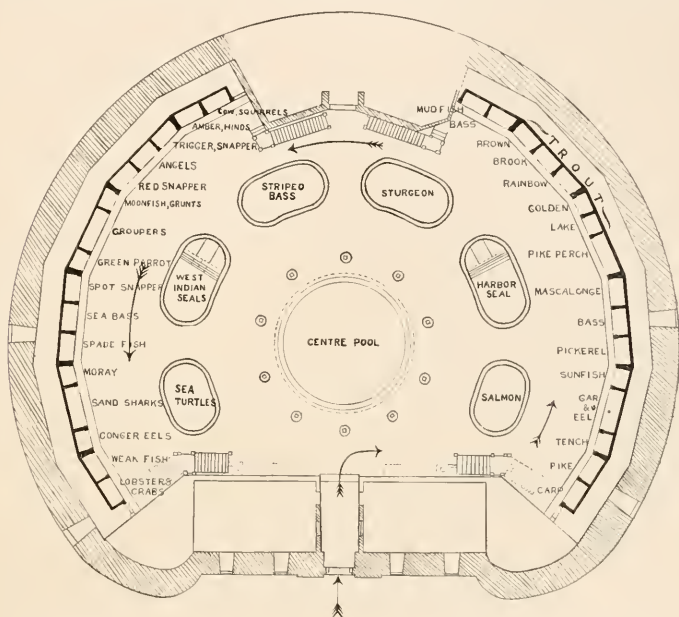 COW, SQUIRRELS
AMBER, HINDS
TRIGGER, SNAPPER
ANGELS
RED SNAPPER
MOONFISH, GRUNTS
GROUPERS
GREEN PARROT
SPOT SNAPPER
SEA BASS
SPADE FISH
MORAY
SAND SHARKS
CONGER EELS
WEAK FISH
LOBSTER &
CRABS
STRIPED
BASS
STURGEON
WEST
INDIAN
SEALS
HARBOR
SEAL
CENTRE POOL
SEA
TURTLES
SALMON
MUD FISH
BASS
BROWN
BROOK
RAINBOW
GOLDEN
LAKE
TROUT
PIKE PERCH
MASCALONGE
BASS
PICKEREL
SUNFISH
GAR
&
EEL
TENCH
PIKE
CARP